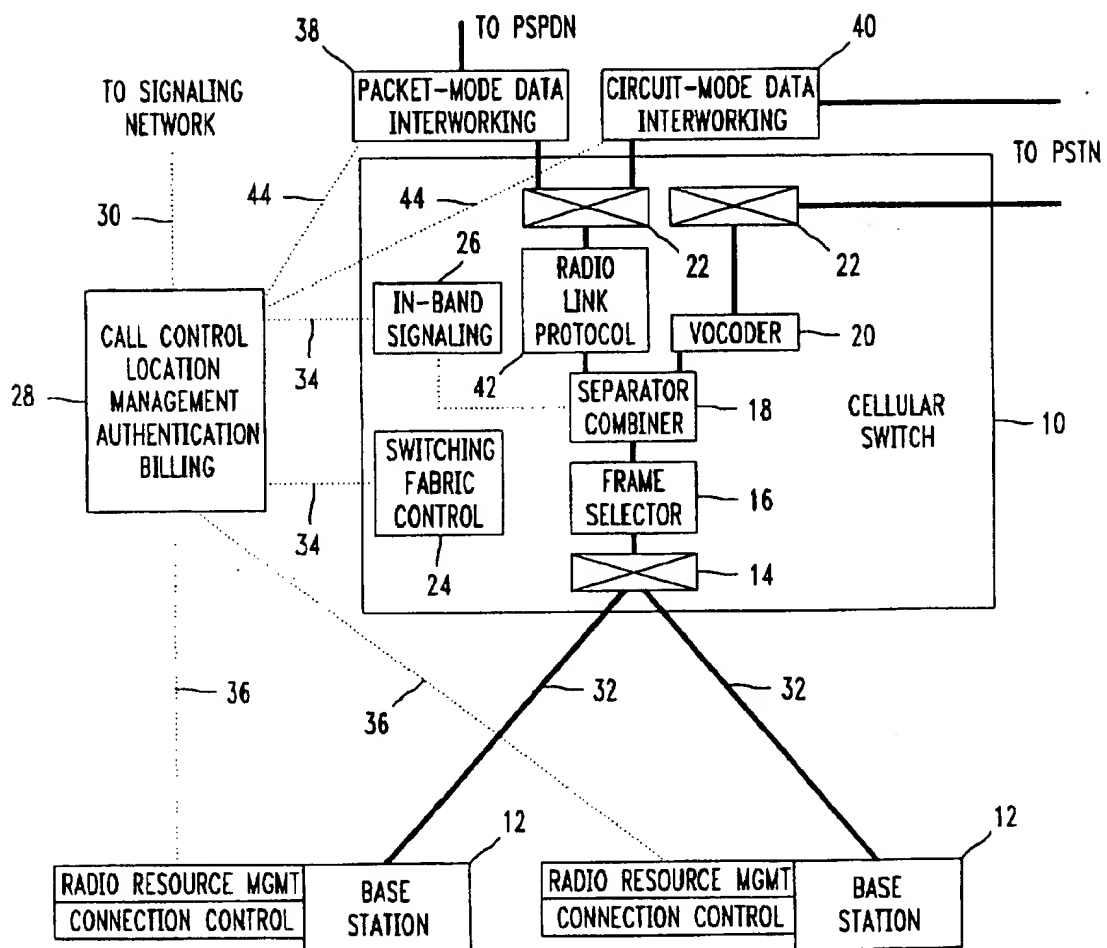 38
TO PSPDN
40
TO SIGNALING
NETWORK
PACKET-MODE DATA
INTERWORKING
CIRCUIT-MODE DATA
INTERWORKING
TO PSTN
30
44
44
26
22
22
IN-BAND
SIGNALING
RADIO
LINK
PROTOCOL
VOCODER
20
28
CALL CONTROL
LOCATION
MANAGEMENT
AUTHENTICATION
BILLING
34
42
SEPARATOR
COMBINER
18
CELLULAR
SWITCH
10
SWITCHING
FABRIC
CONTROL
FRAME
SELECTOR
16
34
24
14
36
36
32
32
12
12
RADIO RESOURCE MGMT
CONNECTION CONTROL
BASE
STATION
RADIO RESOURCE MGMT
CONNECTION CONTROL
BASE
STATION